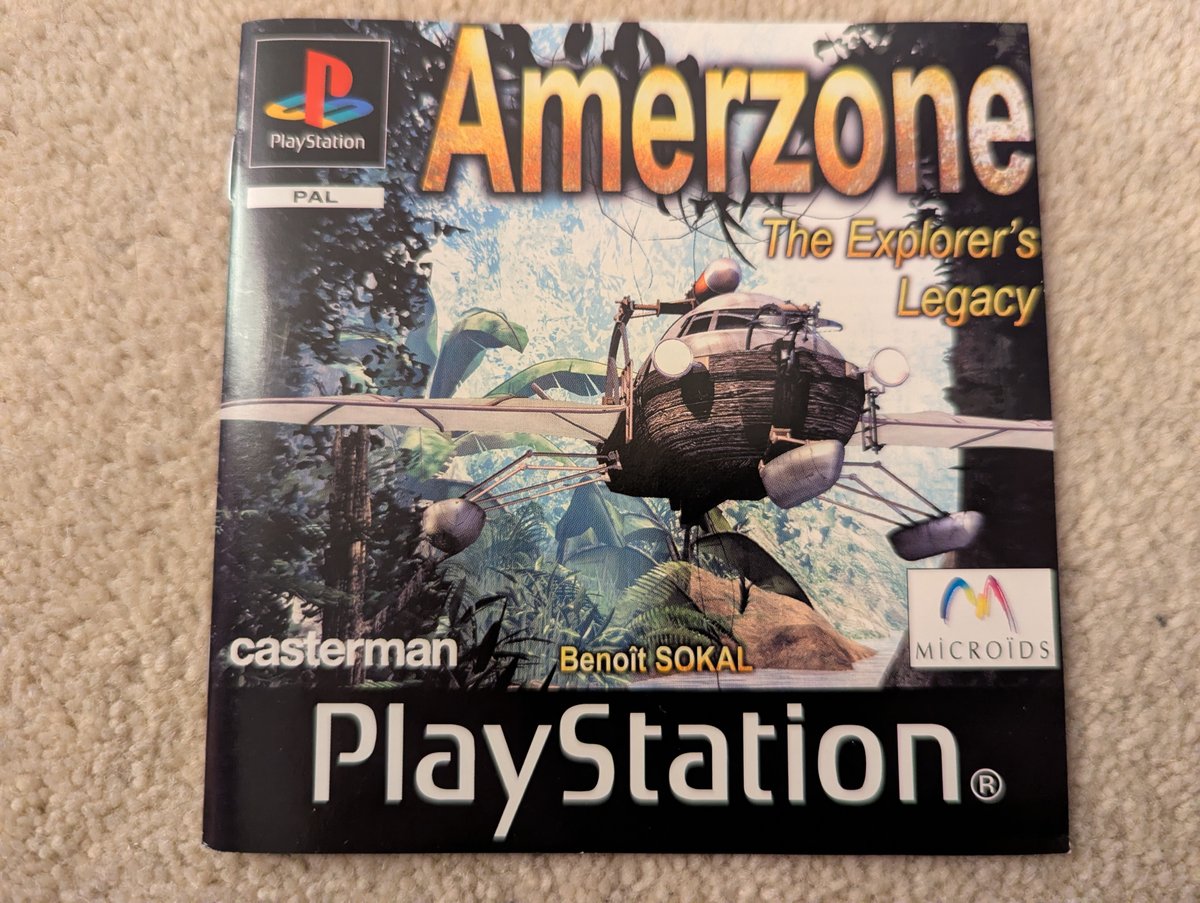 PlayStation
PAL
Amerzone
The Explorer's
Legacy
casterman
Benoît SOKAL
MICROÏDS
PlayStation®